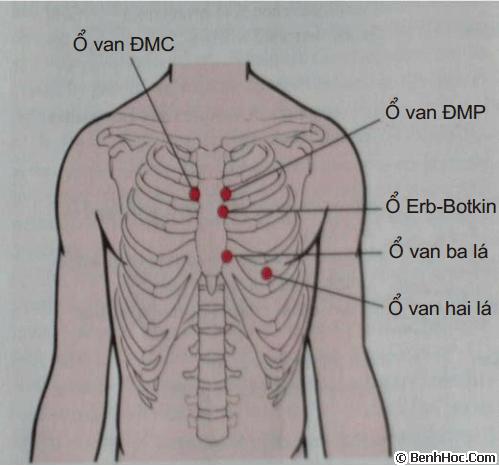 Ổ van ĐMC
Ổ van ĐMP
Ổ Erb-Botkin
Ổ van ba lá
Ổ van hai lá
© BenhHoc.Com